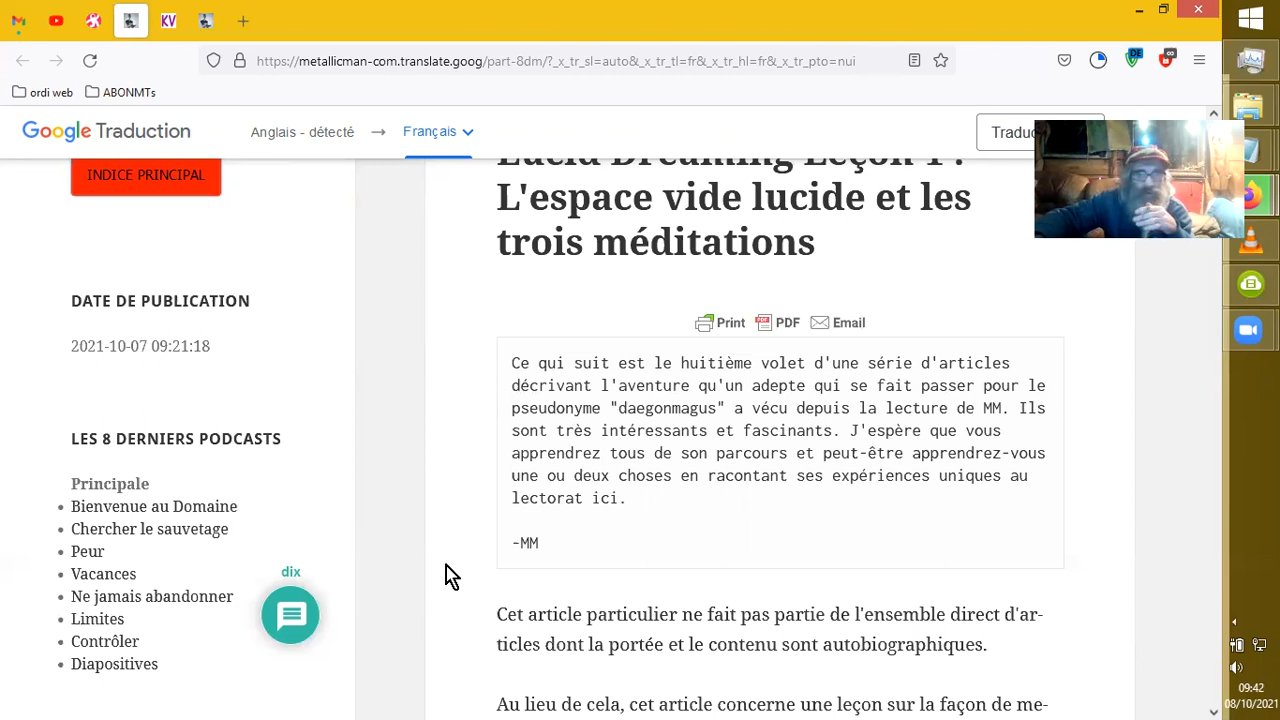 KV
https://metallicman-com.translate.goog/part-8dm/?_x_tr_sl=auto&_x_tr_tl=fr&_x_tr_hl=fr&_x_tr_pto=nui
DE
ordi web
ABONMTs
Google Traduction
Anglais - détecté
Français
INDICE PRINCIPAL
Lucid Dreaming Leçon 1 :
L'espace vide lucide et les
trois méditations
Print
PDF
Email
DATE DE PUBLICATION
2021-10-07 09:21:18
LES 8 DERNIERS PODCASTS
Principale
Bienvenue au Domaine
Chercher le sauvetage
Peur
Vacances
Ne jamais abandonner
Limites
Contrôler
Diapositives
dix
Ce qui suit est le huitième volet d'une série d'articles
décrivant l'aventure qu'un adepte qui se fait passer pour le
pseudonyme "daegonmagus" a vécu depuis la lecture de MM. Ils
sont très intéressants et fascinants. J'espère que vous
apprendrez tous de son parcours et peut-être apprendrez-vous
une ou deux choses en racontant ses expériences uniques au
lectorat ici.
-MM
Cet article particulier ne fait pas partie de l'ensemble direct d'ar-
ticles dont la portée et le contenu sont autobiographiques.
Au lieu de cela, cet article concerne une leçon sur la façon de me-
09:42
08/10/2021